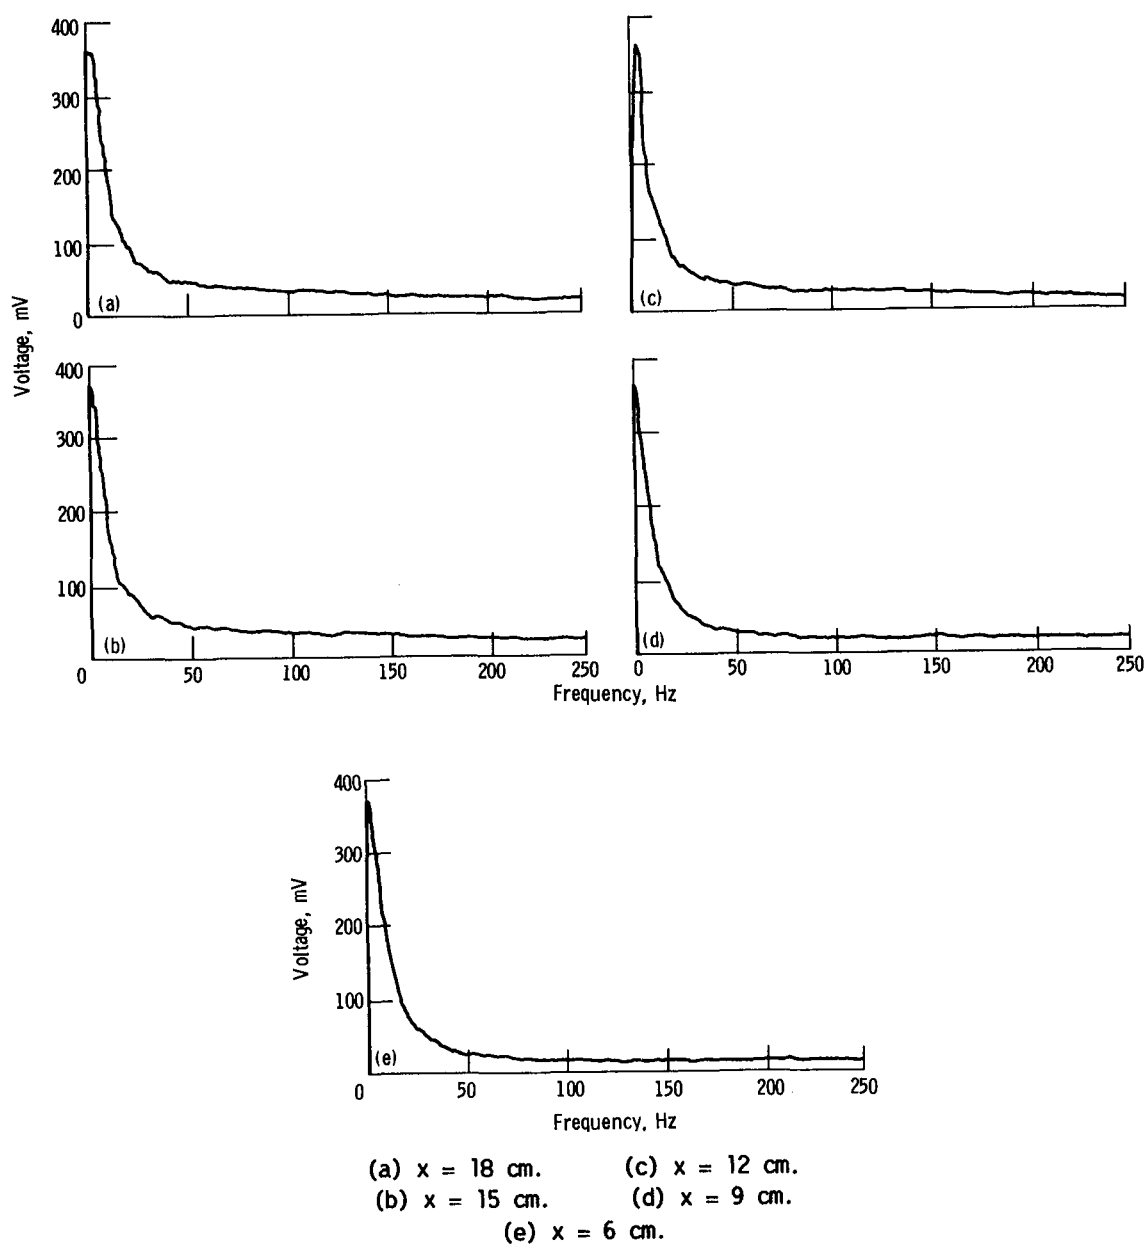 400
300
200
100
0
(a)
(c)
Voltage, mV
400
300
200
100
0
(b)
50
100
150
200
250
(d)
0
50
100
150
200
250
Frequency, Hz
400
300
200
100
0
Voltage, mV
(e)
50
100
150
200
250
Frequency, Hz
(a) x = 18 cm. (c) x = 12 cm.
(b) x = 15 cm. (d) x = 9 cm.
(e) x = 6 cm.